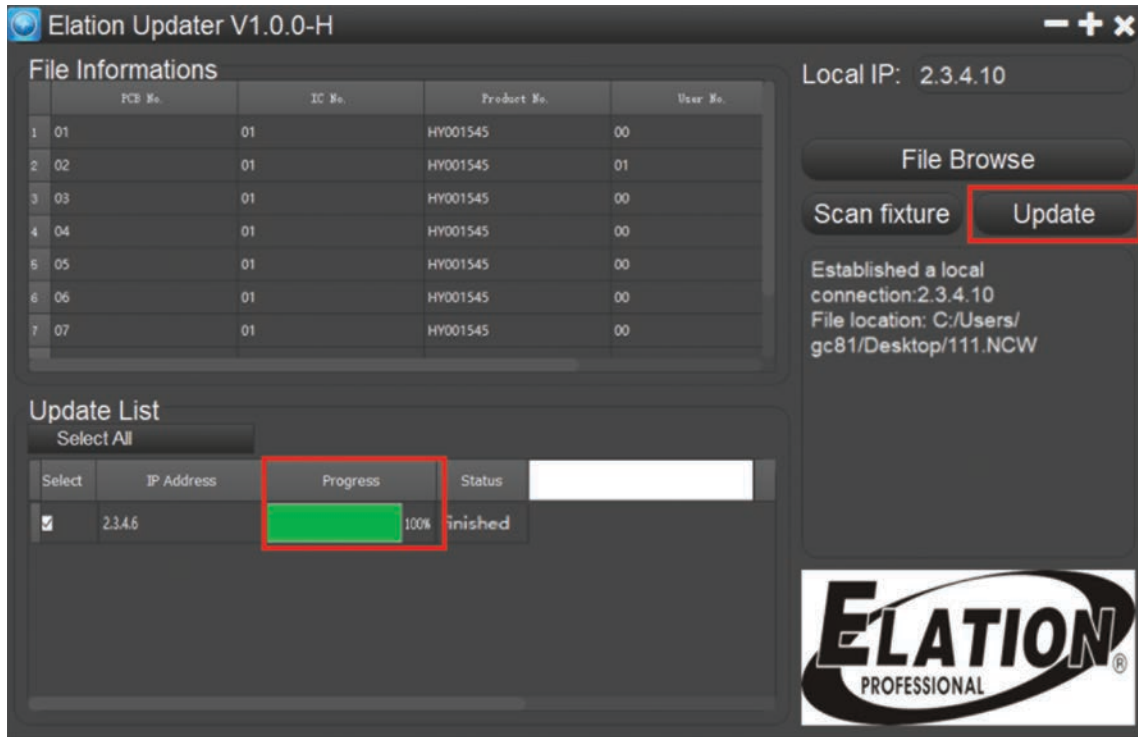 Elation Updater V1.0.0-H
File Informations
PCB No. IC No. Product No. User No.
1 01 01 HY001545 00
2 02 01 HY001545 01
3 03 01 HY001545 00
4 04 01 HY001545 00
5 05 01 HY001545 00
6 06 01 HY001545 00
7 07 01 HY001545 00
Update List
Select All
Select IP Address Progress Status
2.3.4.6 100% finished
Local IP: 2.3.4.10
File Browse
Scan fixture Update
Established a local
connection:2.3.4.10
File location: C:/Users/
gc81/Desktop/111.NCW
ELATION®
PROFESSIONAL